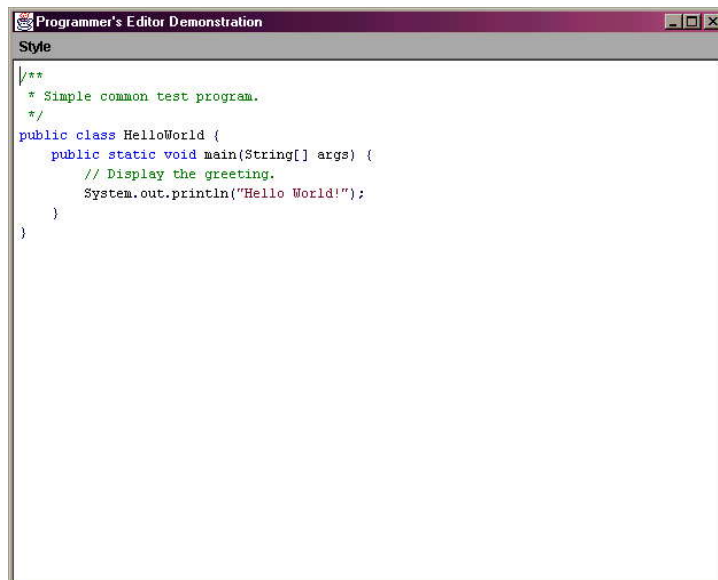 Programmer's Editor Demonstration
Style
/**
 * Simple common test program.
 */
public class HelloWorld {
    public static void main(String[] args) {
        // Display the greeting.
        System.out.println("Hello World!");
    }
}